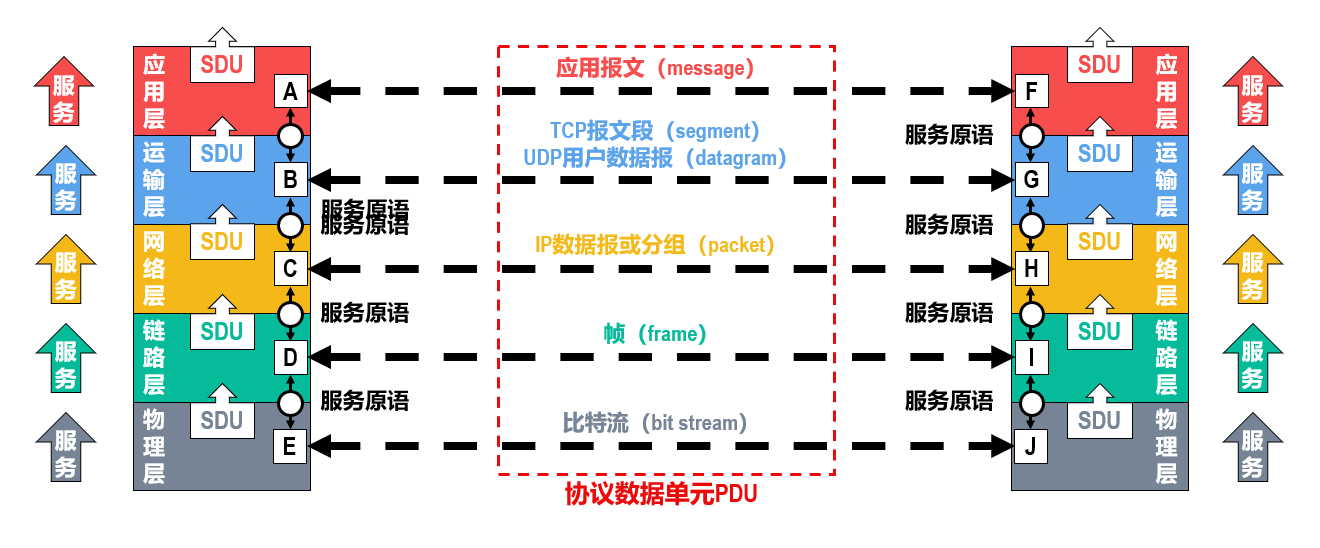 服务
应用层
SDU
A
应用报文（message）
F
SDU
应用层
服务
服务原语
服务
运输层
SDU
B
TCP报文段（segment）
UDP用户数据报（datagram）
G
SDU
运输层
服务
服务原语
服务原语
服务原语
服务
网络层
SDU
C
IP数据报或分组（packet）
H
SDU
网络层
服务
服务原语
服务原语
服务
链路层
SDU
D
帧（frame）
I
SDU
链路层
服务
服务原语
服务原语
服务
物理层
SDU
E
比特流（bit stream）
J
SDU
物理层
服务
协议数据单元PDU